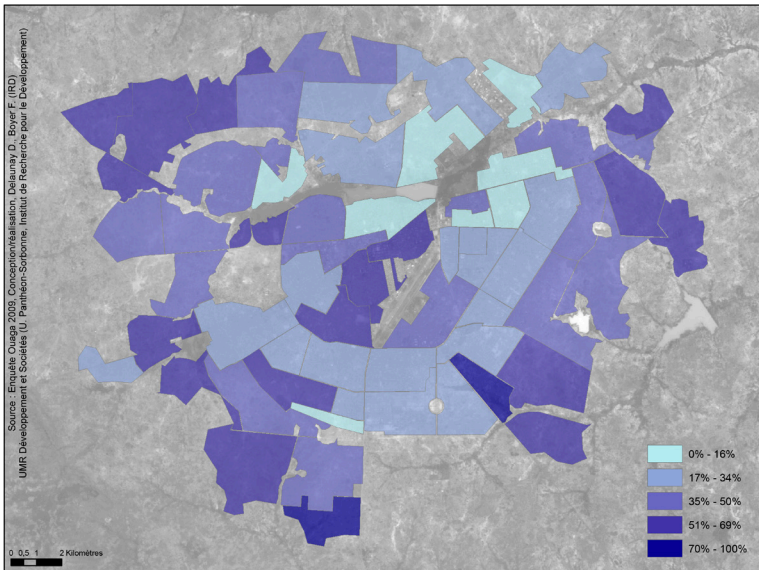 Source : Enquête Ouaga 2009, Conception/réalisation, Delaunay D., Boyer F. (IRD)
UMR Développement et Sociétés (U. Panthéon-Sorbonne, Institut de Recherche pour le Développement)
0% - 16%
17% - 34%
35% - 50%
51% - 69%
70% - 100%
0 0,5 1 2 Kilomètres